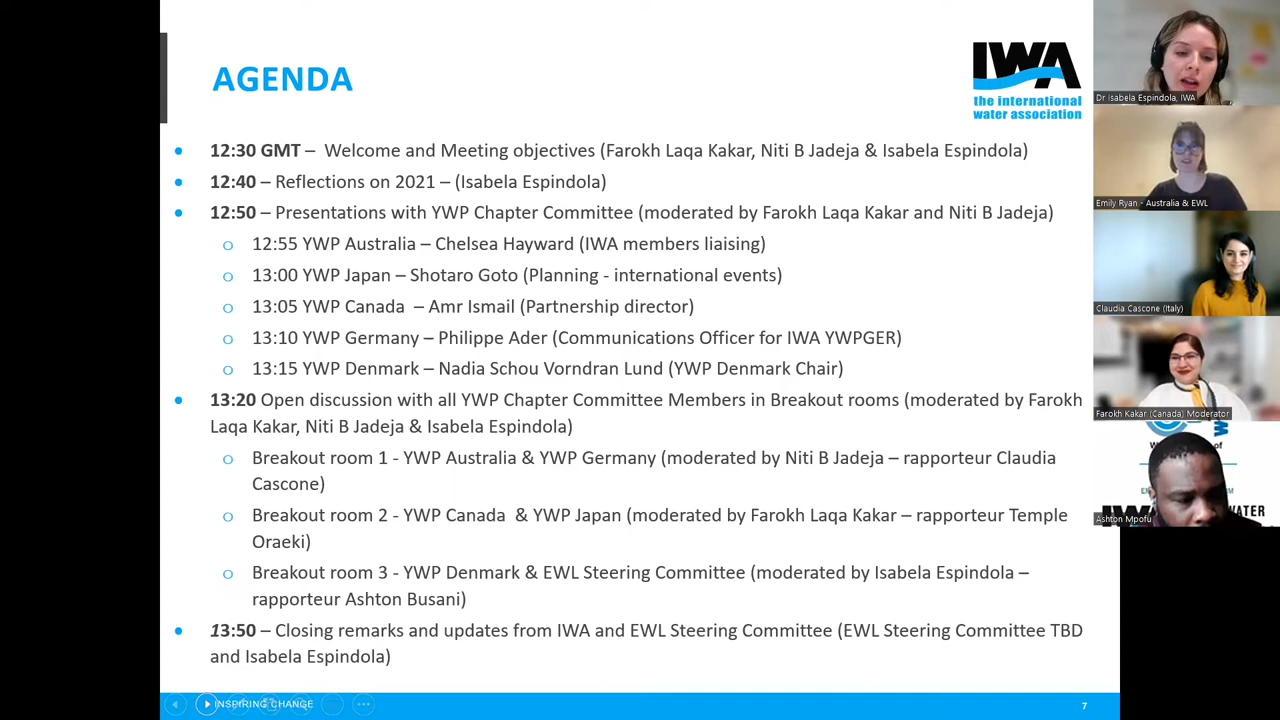 AGENDA
IWA
the international
water association
12:30 GMT – Welcome and Meeting objectives (Farokh Laqa Kakar, Niti B Jadeja & Isabela Espindola)
12:40 – Reflections on 2021 – (Isabela Espindola)
12:50 – Presentations with YWP Chapter Committee (moderated by Farokh Laqa Kakar and Niti B Jadeja)
12:55 YWP Australia – Chelsea Hayward (IWA members liaising)
13:00 YWP Japan – Shotaro Goto (Planning - international events)
13:05 YWP Canada – Amr Ismail (Partnership director)
13:10 YWP Germany – Philippe Ader (Communications Officer for IWA YWPGER)
13:15 YWP Denmark – Nadia Schou Vorndran Lund (YWP Denmark Chair)
13:20 Open discussion with all YWP Chapter Committee Members in Breakout rooms (moderated by Farokh
Laqa Kakar, Niti B Jadeja & Isabela Espindola)
Breakout room 1 - YWP Australia & YWP Germany (moderated by Niti B Jadeja – rapporteur Claudia
Cascone)
Breakout room 2 - YWP Canada & YWP Japan (moderated by Farokh Laqa Kakar – rapporteur Temple
Oraeki)
Breakout room 3 - YWP Denmark & EWL Steering Committee (moderated by Isabela Espindola –
rapporteur Ashton Busani)
13:50 – Closing remarks and updates from IWA and EWL Steering Committee (EWL Steering Committee TBD
and Isabela Espindola)
INSPIRING CHANGE
7
Dr Isabela Espindola, IWA
Emily Ryan - Australia & EWL
Claudia Cascone (Italy)
Farokh Kakar (Canada) Moderator
Ashton Mpofu